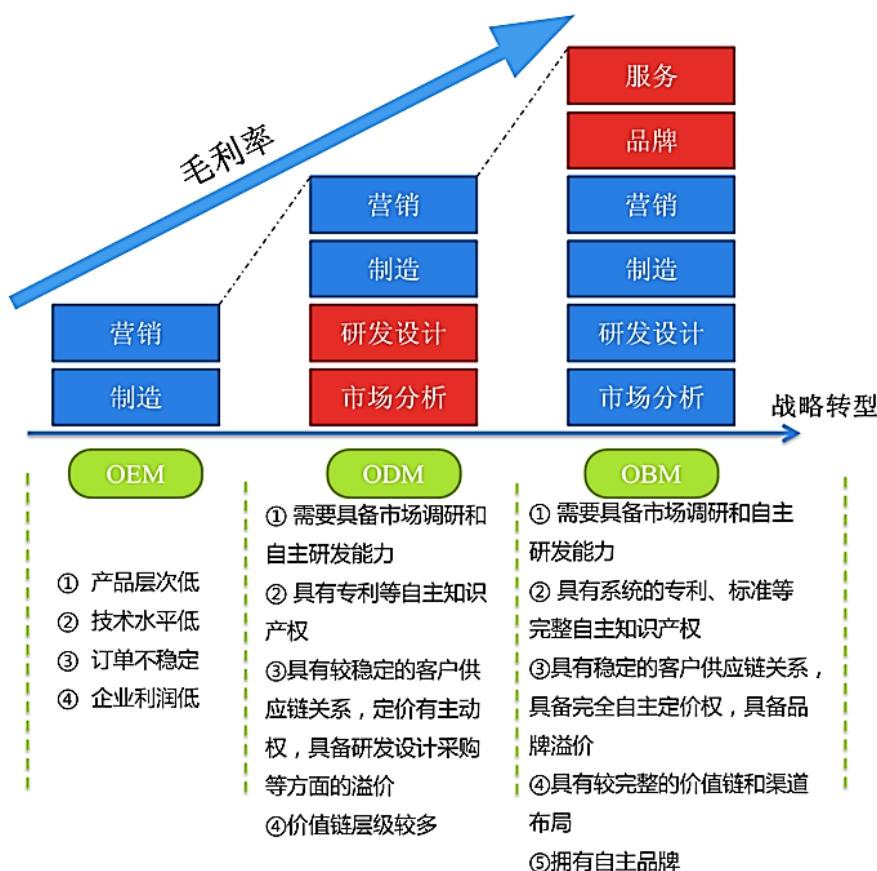 毛利率
服务
品牌
营销
制造
研发设计
市场分析
营销
制造
研发设计
市场分析
营销
制造
战略转型
OEM
① 产品层次低
② 技术水平低
③ 订单不稳定
④ 企业利润低
ODM
① 需要具备市场调研和
自主研发能力
② 具有专利等自主知识
产权
③具有较稳定的客户供
应链关系，定价有主动
权，具备研发设计采购
等方面的溢价
④价值链层级较多
OBM
① 需要具备市场调研和自主
研发能力
② 具有系统的专利、标准等
完整自主知识产权
③具有稳定的客户供应链关系，
具备完全自主定价权，具备品
牌溢价
④具有较完整的价值链和渠道
布局
⑤拥有自主品牌